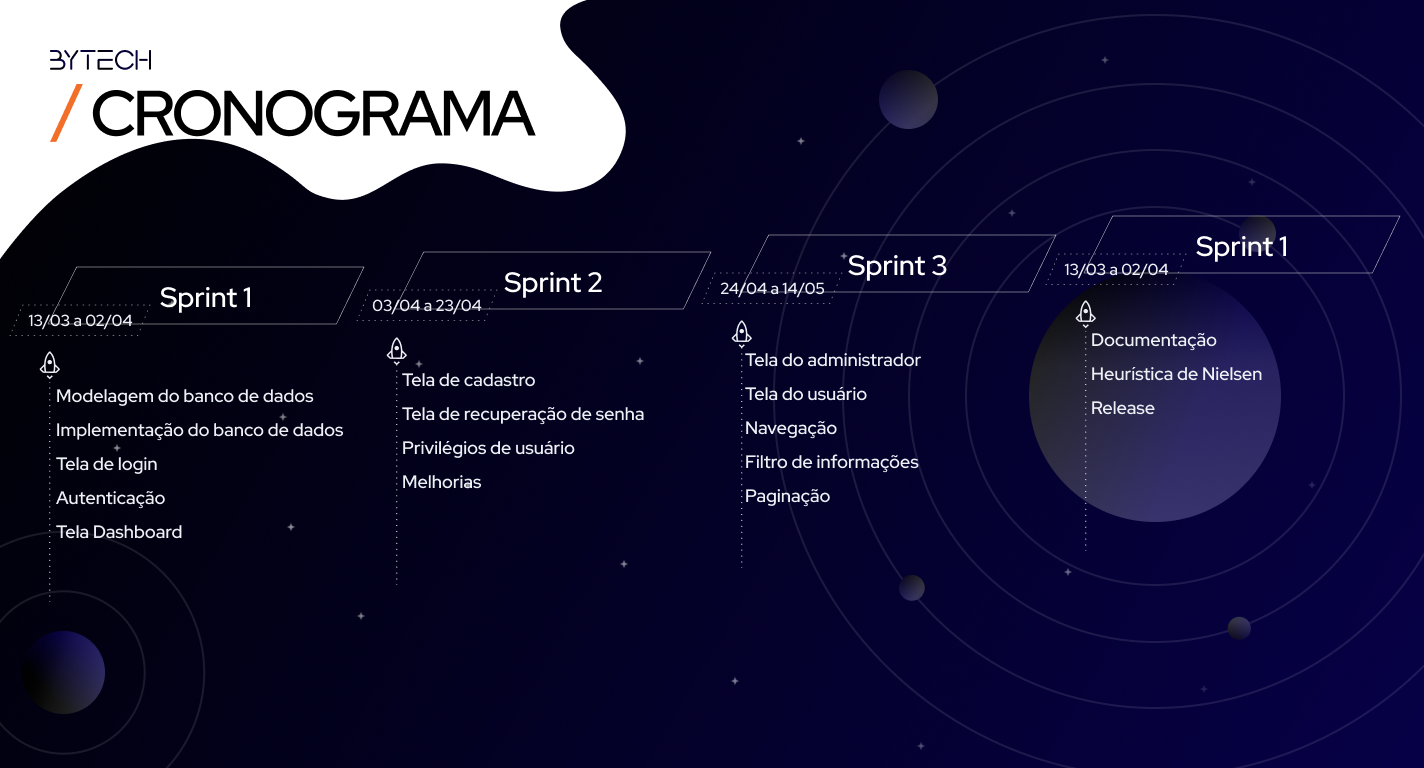 BYTECH
/ CRONOGRAMA
Sprint 1
13/03 a 02/04
Modelagem do banco de dados
Implementação do banco de dados
Tela de login
Autenticação
Tela Dashboard
Sprint 2
03/04 a 23/04
Tela de cadastro
Tela de recuperação de senha
Privilégios de usuário
Melhorias
Sprint 3
24/04 a 14/05
Tela do administrador
Tela do usuário
Navegação
Filtro de informações
Paginação
Sprint 1
13/03 a 02/04
Documentação
Heurística de Nielsen
Release